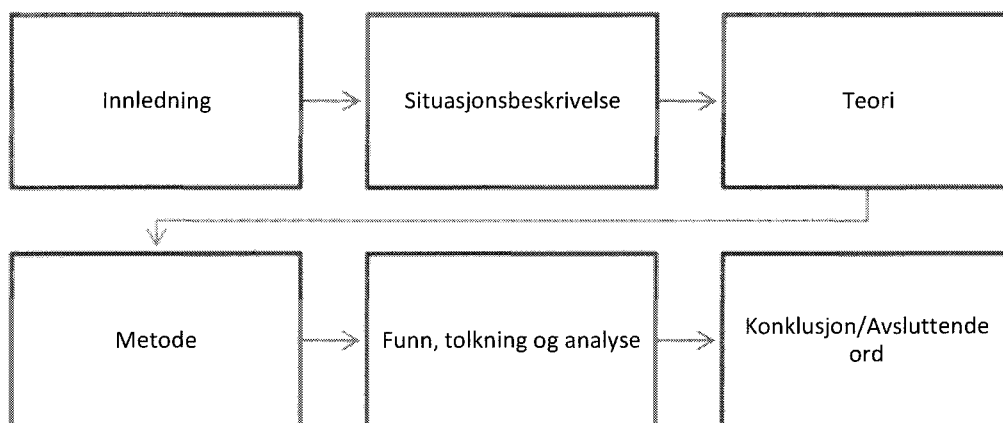 Innledning
Situasjonsbeskrivelse
Teori
Metode
Funn, tolkning og analyse
Konklusjon/Avsluttende
ord